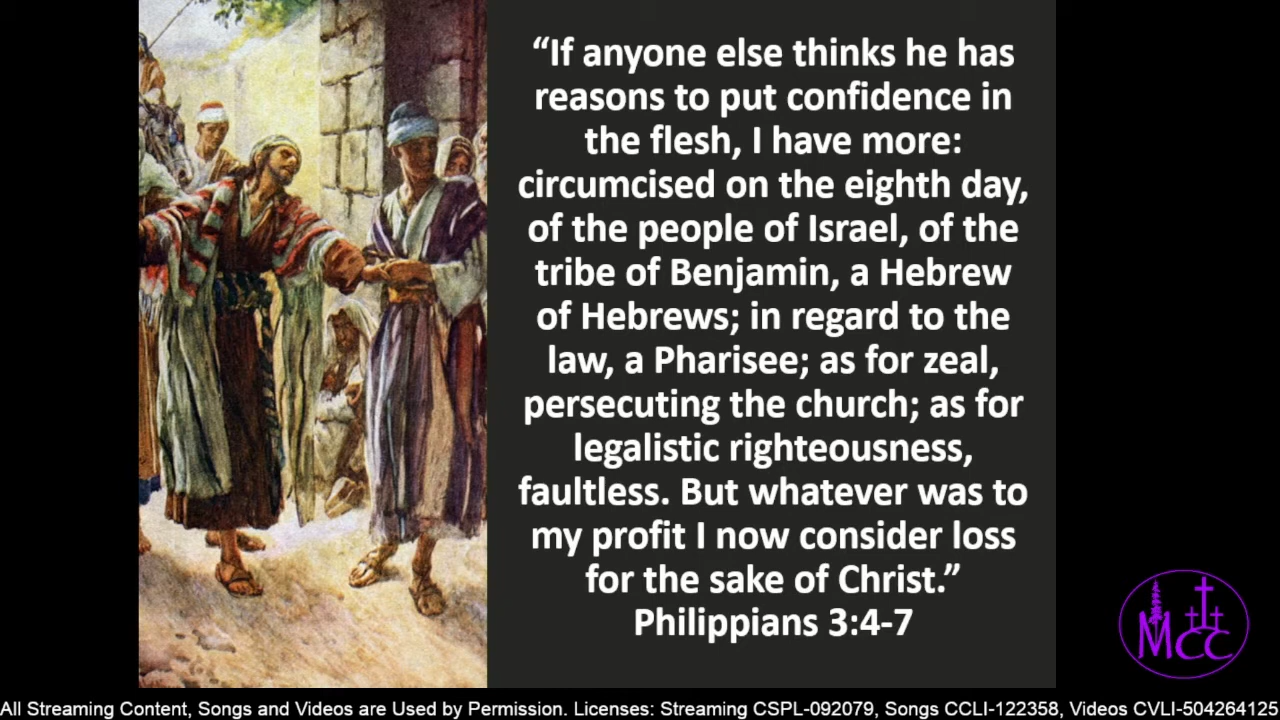 “If anyone else thinks he has
reasons to put confidence in
the flesh, I have more:
circumcised on the eighth day,
of the people of Israel, of the
tribe of Benjamin, a Hebrew
of Hebrews; in regard to the
law, a Pharisee; as for zeal,
persecuting the church; as for
legalistic righteousness,
faultless. But whatever was to
my profit I now consider loss
for the sake of Christ.”
Philippians 3:4-7
MCC
All Streaming Content, Songs and Videos are Used by Permission. Licenses: Streaming CSPL-092079, Songs CCLI-122358, Videos CVLI-504264125